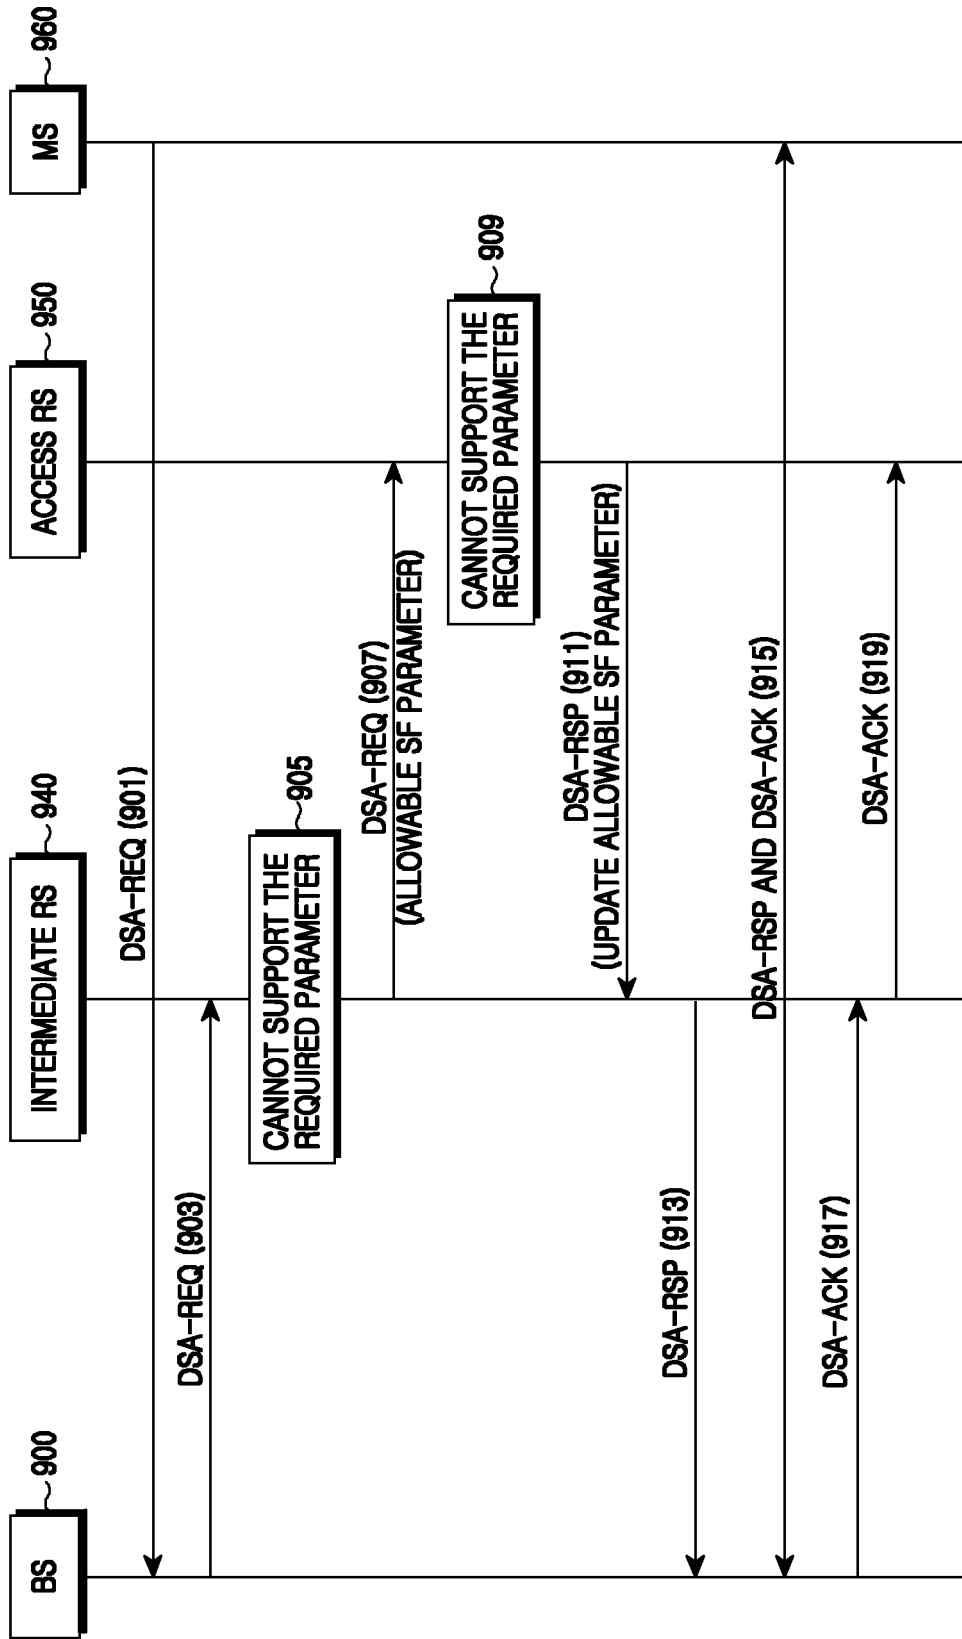 BS
900
INTERMEDIATE RS
940
ACCESS RS
950
MS
960
DSA-REQ (901)
DSA-REQ (903)
CANNOT SUPPORT THE
REQUIRED PARAMETER
905
DSA-REQ (907)
(ALLOWABLE SF PARAMETER)
CANNOT SUPPORT THE
REQUIRED PARAMETER
909
DSA-RSP (911)
(UPDATE ALLOWABLE SF PARAMETER)
DSA-RSP (913)
DSA-RSP AND DSA-ACK (915)
DSA-ACK (917)
DSA-ACK (919)